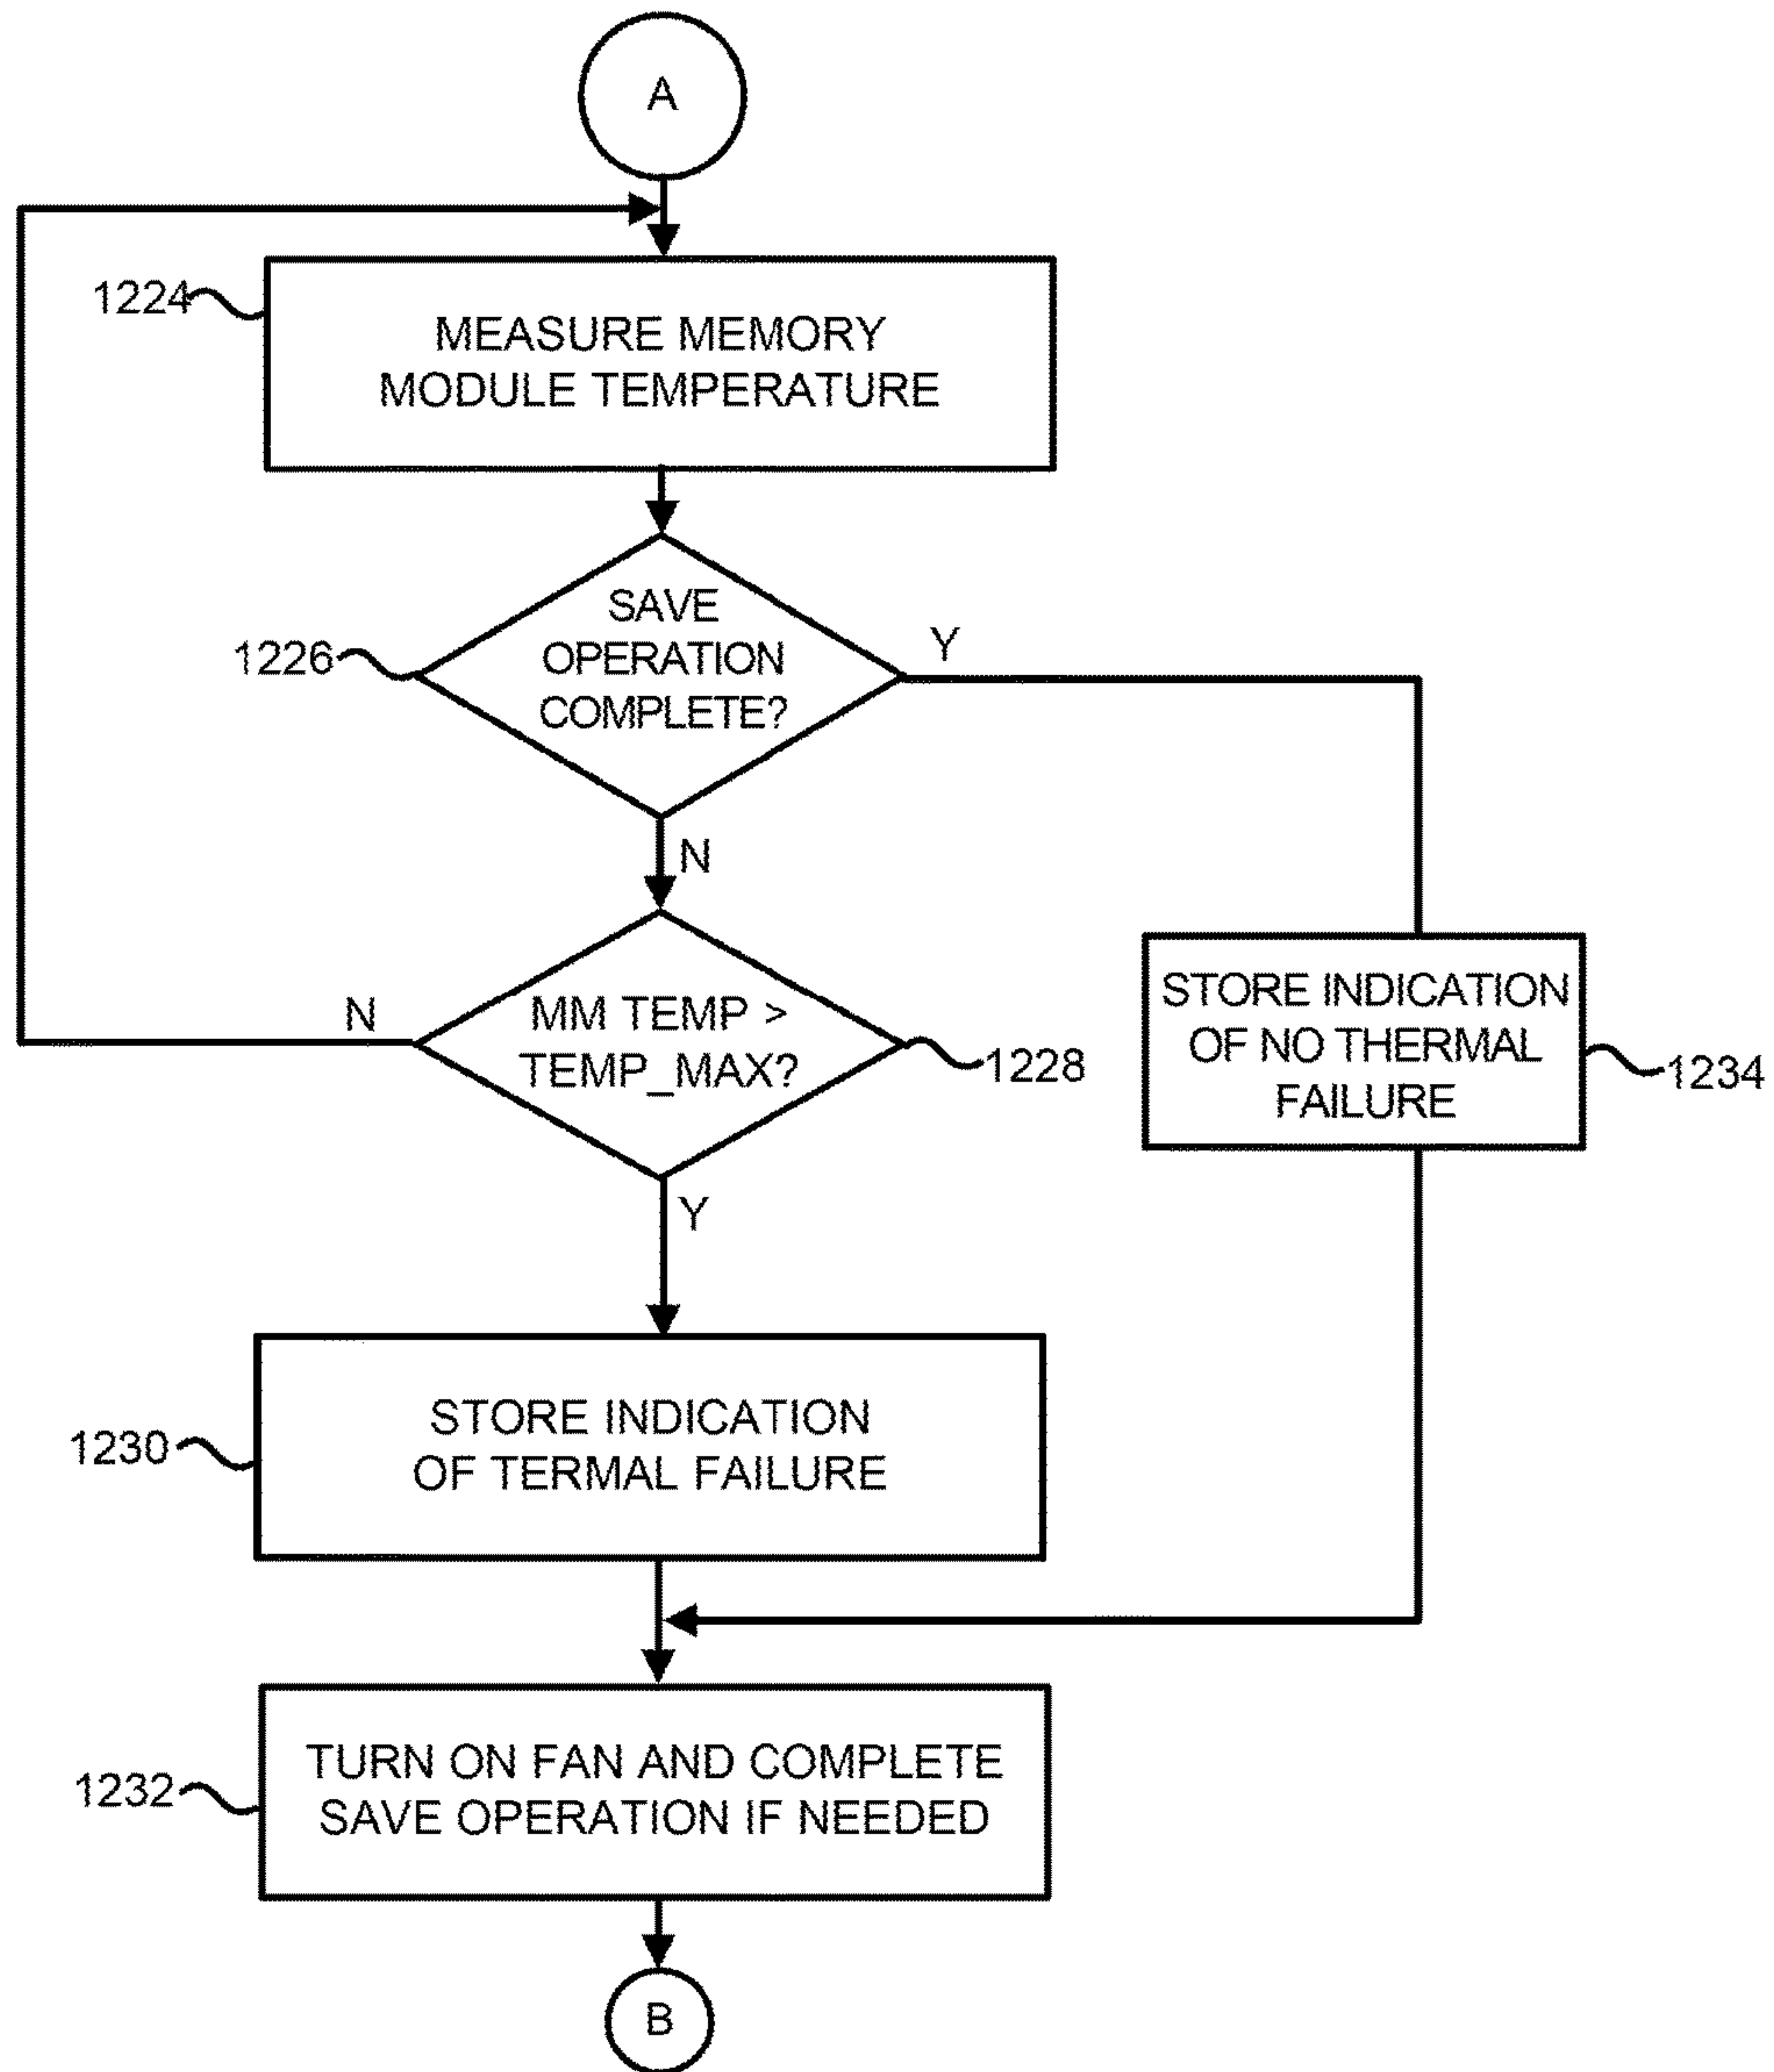 A
1224
MEASURE MEMORY
MODULE TEMPERATURE
1226
SAVE
OPERATION
COMPLETE?
Y
N
N
MM TEMP >
TEMP_MAX?
1228
STORE INDICATION
OF NO THERMAL
FAILURE
1234
Y
1230
STORE INDICATION
OF TERMAL FAILURE
1232
TURN ON FAN AND COMPLETE
SAVE OPERATION IF NEEDED
B